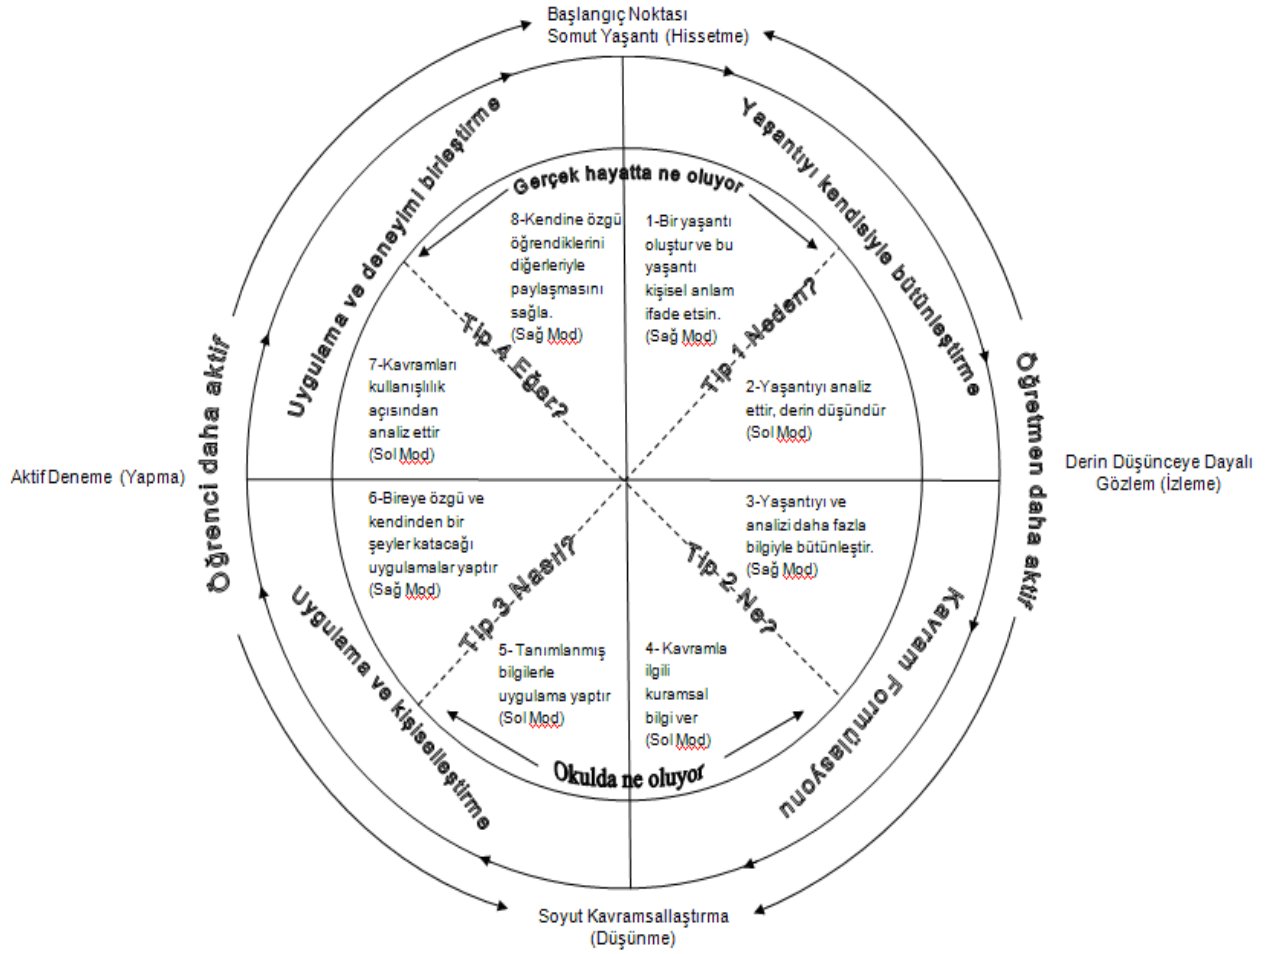 Başlangıç Noktası
Somut Yaşantı (Hissetme)
Uygulama ve deneyimi birleştirme
Yaşantıyı kendisiyle bütünleştirme
Gerçek hayatta ne oluyor
8-Kendine özgü
öğrendiklerini
diğerleriyle
paylaşmasını
sağla.
(Sağ Mod)
1-Bir yaşantı
oluştur ve bu
yaşantı
kişisel anlam
ifade etsin.
(Sağ Mod)
Tip 4 Eğer?
Tip 1 Neden?
7-Kavramları
kullanışlılık
açısından
analiz ettir
(Sol Mod)
2-Yaşantıyı analiz
ettir, derin düşündür
(Sol Mod)
Öğrenci daha aktif
Öğretmen daha aktif
Aktif Deneme (Yapma)
Derin Düşünceye Dayalı
Gözlem (İzleme)
6-Bireye özgü ve
kendinden bir
şeyler katacağı
uygulamalar yaptır
(Sağ Mod)
3-Yaşantıyı ve
analizi daha fazla
bilgiyle bütünleştir.
(Sağ Mod)
Tip 3 Nasıl?
Tip 2 Ne?
5- Tanımlanmış
bilgilerle
uygulama yaptır
(Sol Mod)
4- Kavramla
ilgili
kuramsal
bilgi ver
(Sol Mod)
Uygulama ve kişiselleştirme
Kavram Formülasyonu
Okulda ne oluyor
Soyut Kavramsallaştırma
(Düşünme)